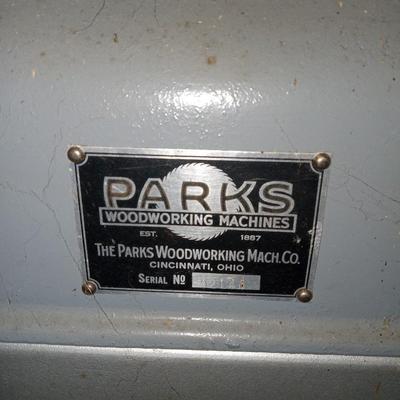 PARKS
WOODWORKING MACHINES
EST. 1887
THE PARKS WOODWORKING MACH. CO.
CINCINNATI, OHIO
SERIAL Nº